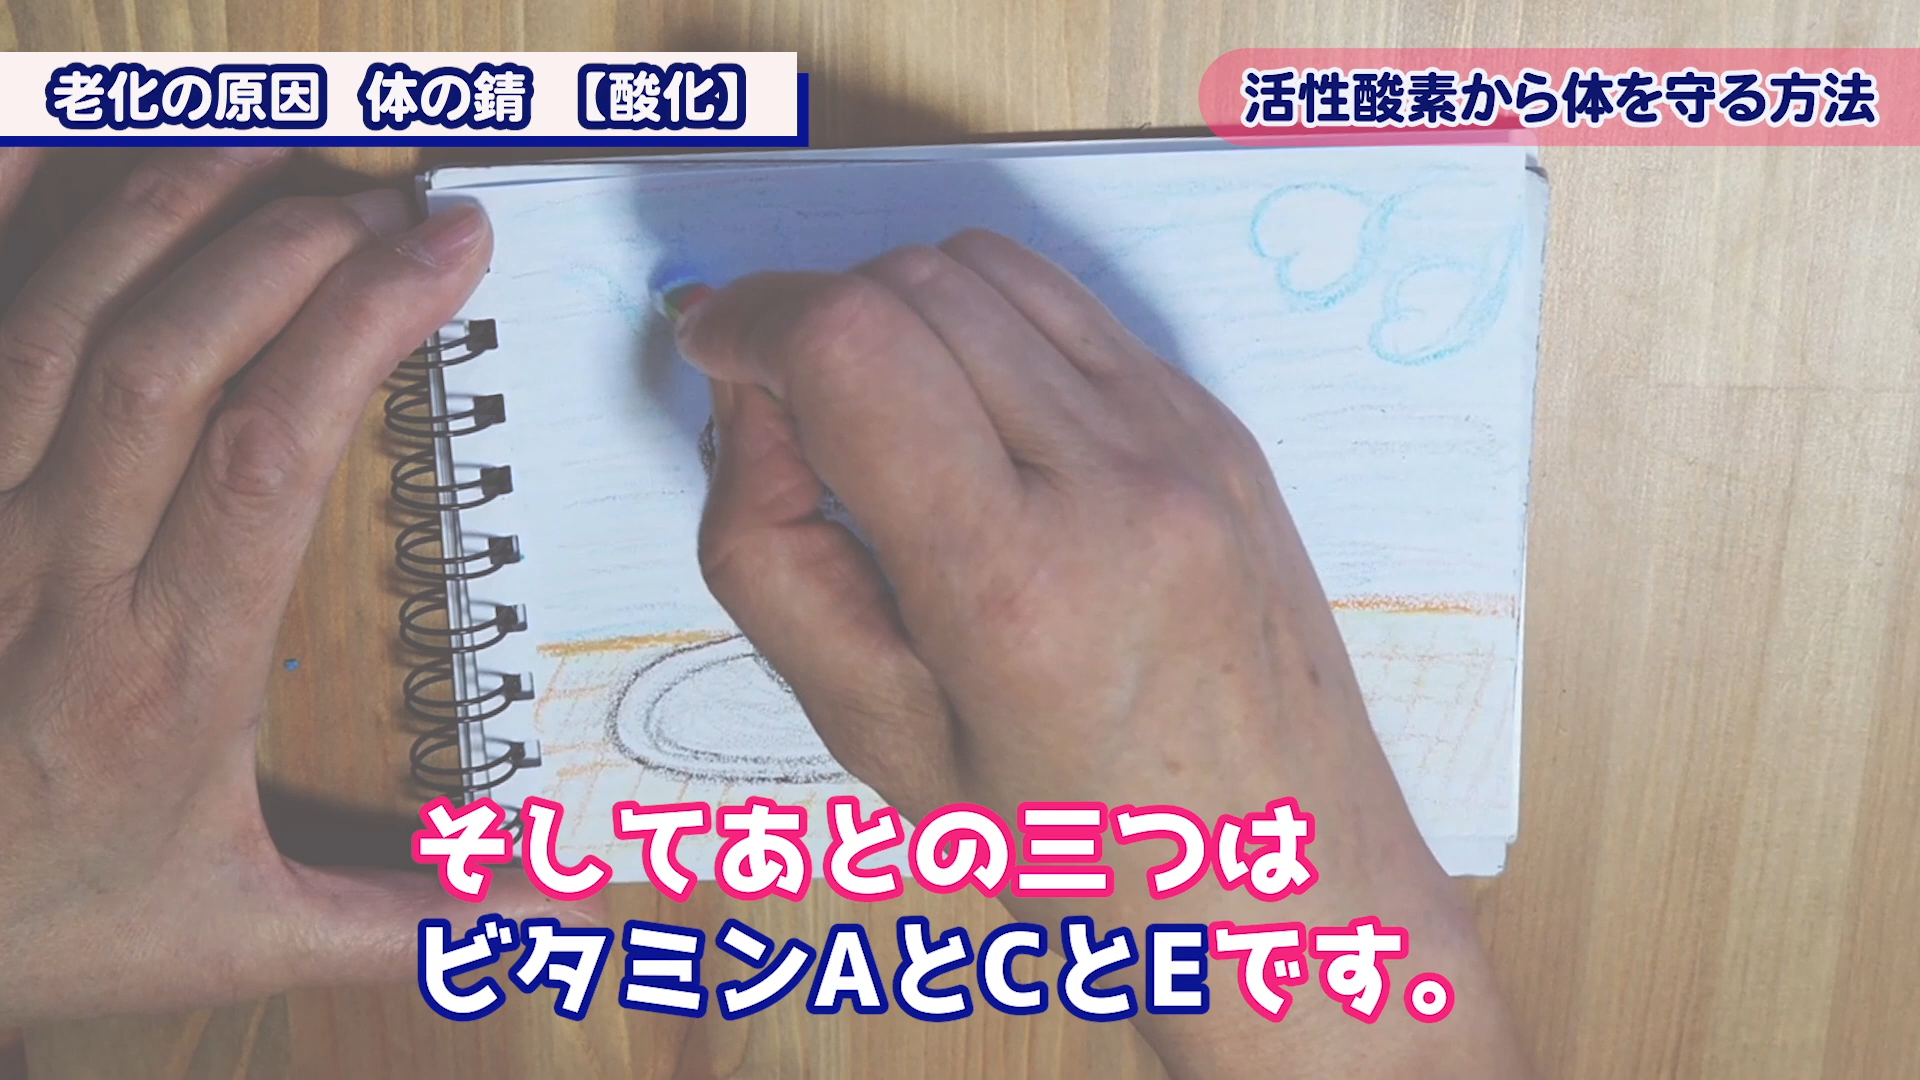 老化の原因 体の錆 【酸化】
活性酸素から体を守る方法
そしてあとの三つは
ビタミンAとCとEです。